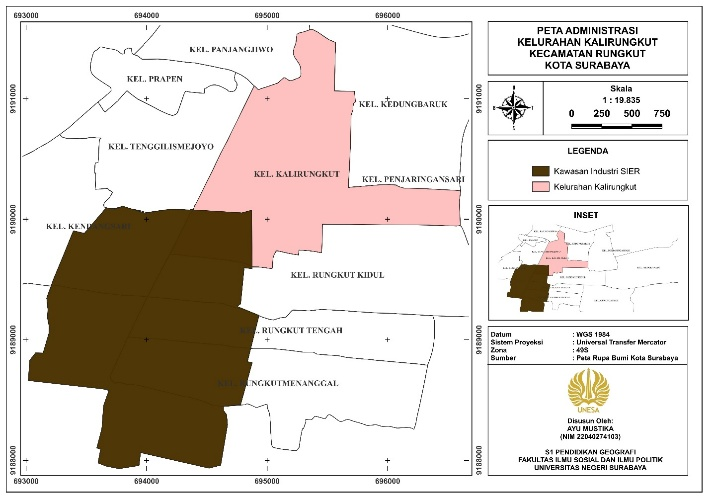 693000
694000
695000
696000
PETA ADMINISTRASI
KELURAHAN KALIRUNGKUT
KECAMATAN RUNGKUT
KOTA SURABAYA
KEL. PANJANGJIWO
KEL. PRAPEN
KEL. KEDUNGBARUK
KEL. TENGGILISMEJOYO
KEL. KALIRUNGKUT
KEL. PENJARINGANSARI
KEL. RUNGKUT KIDUL
KEL. RUNGKUT TENGAH
9191000
9190000
9189000
9188000
9191000
9190000
9189000
9188000
693000
694000
695000
696000
Skala
1 : 19.835
0 250 500 750
LEGENDA
Kawasan Industri SIER
Kelurahan Kalirungkut
INSET
Datum : WGS 1984
Sistem Proyeksi : Universal Transfer Mercator
Zona : 49S
Sumber : Peta Rupa Bumi Kota Surabaya
UNESA
Disusun Oleh:
AYU MUSTIKA
(NIM 22040274103)
S1 PENDIDIKAN GEOGRAFI
FAKULTAS ILMU SOSIAL DAN ILMU POLITIK
UNIVERSITAS NEGERI SURABAYA